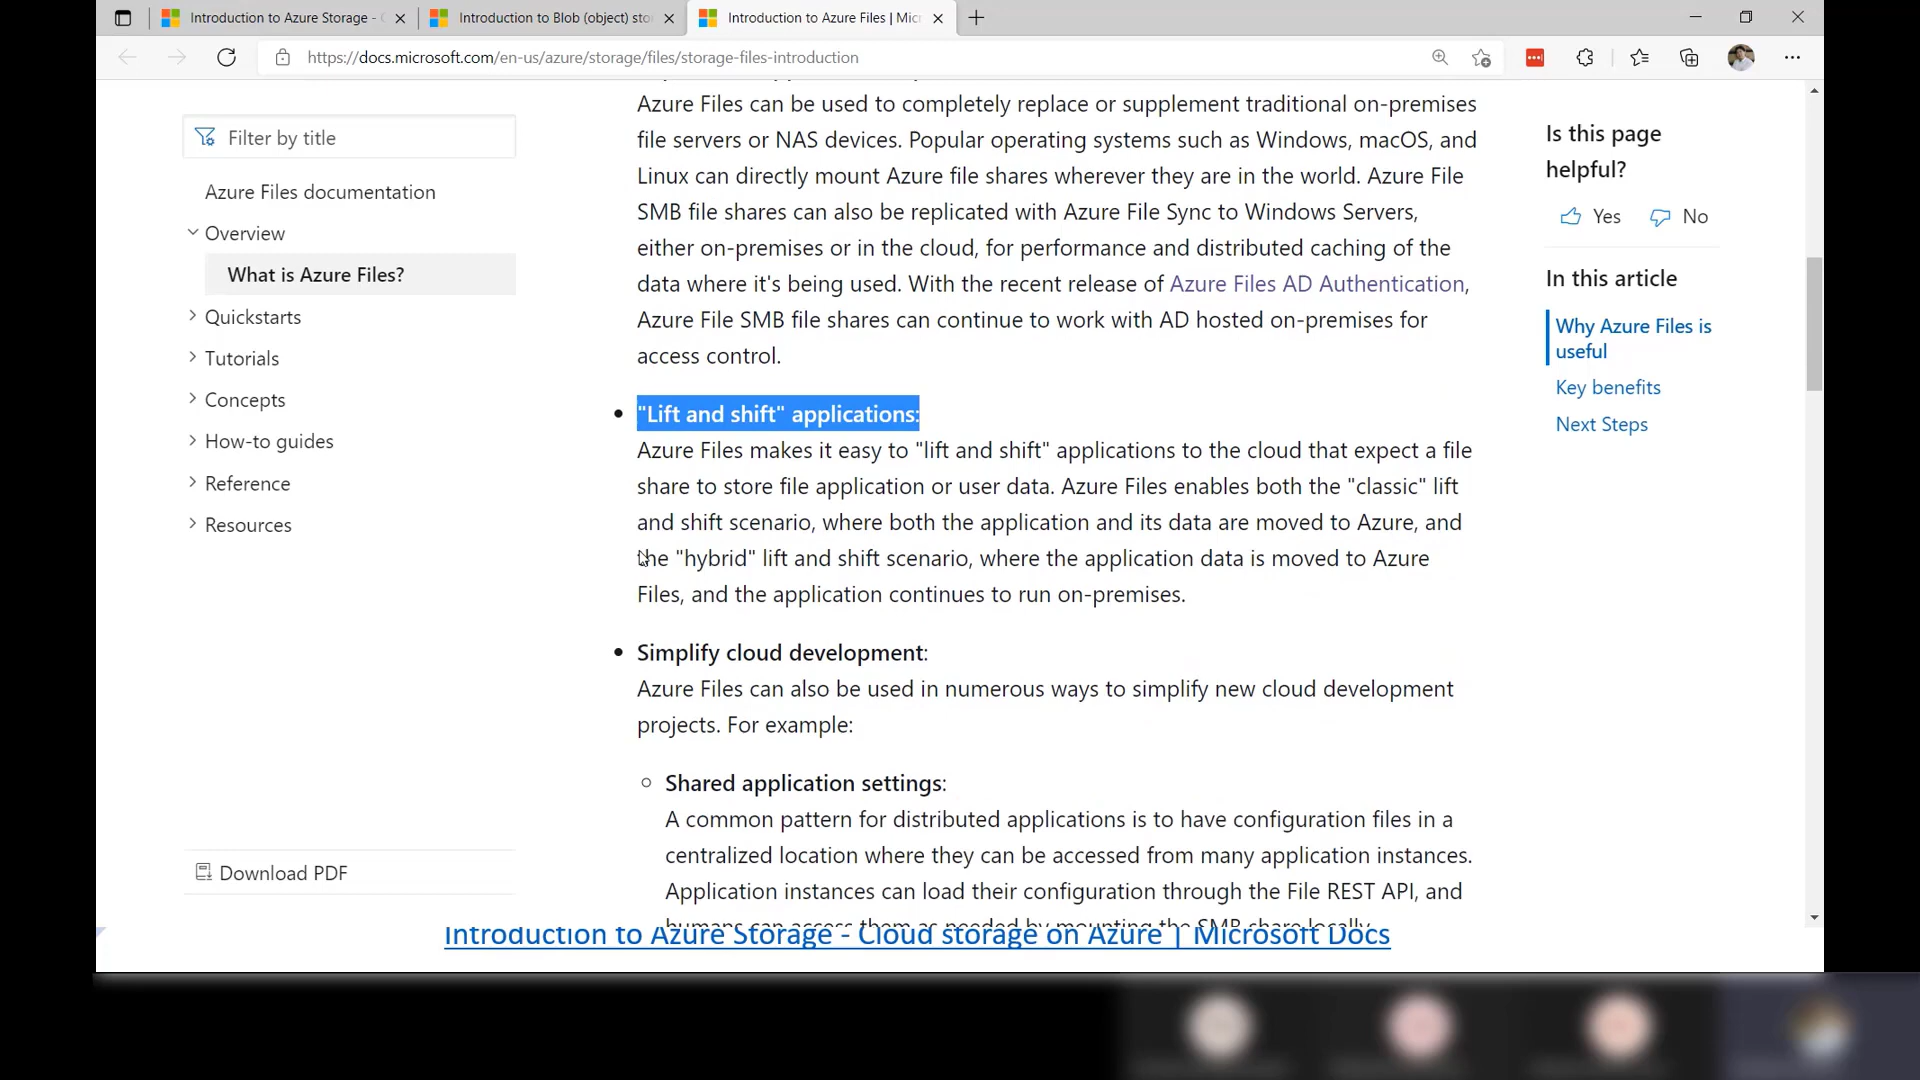 Introduction to Azure Storage - C
Introduction to Blob (object) sto
Introduction to Azure Files | Mic
https://docs.microsoft.com/en-us/azure/storage/files/storage-files-introduction
Filter by title
Azure Files documentation
Overview
What is Azure Files?
Quickstarts
Tutorials
Concepts
How-to guides
Reference
Resources
Download PDF
Azure Files can be used to completely replace or supplement traditional on-premises
file servers or NAS devices. Popular operating systems such as Windows, macOS, and
Linux can directly mount Azure file shares wherever they are in the world. Azure File
SMB file shares can also be replicated with Azure File Sync to Windows Servers,
either on-premises or in the cloud, for performance and distributed caching of the
data where it's being used. With the recent release of Azure Files AD Authentication,
Azure File SMB file shares can continue to work with AD hosted on-premises for
access control.
"Lift and shift" applications:
Azure Files makes it easy to "lift and shift" applications to the cloud that expect a file
share to store file application or user data. Azure Files enables both the "classic" lift
and shift scenario, where both the application and its data are moved to Azure, and
the "hybrid" lift and shift scenario, where the application data is moved to Azure
Files, and the application continues to run on-premises.
Simplify cloud development:
Azure Files can also be used in numerous ways to simplify new cloud development
projects. For example:
Shared application settings:
A common pattern for distributed applications is to have configuration files in a
centralized location where they can be accessed from many application instances.
Application instances can load their configuration through the File REST API, and
humans can access them as needed by mounting the SMB share locally.
Is this page
helpful?
Yes No
In this article
Why Azure Files is
useful
Key benefits
Next Steps
Introduction to Azure Storage - Cloud storage on Azure | Microsoft Docs